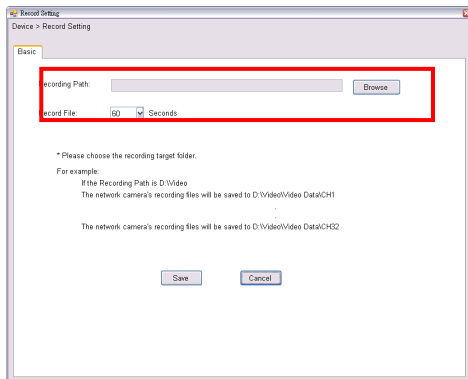 Record Setting
Device > Record Setting
Basic
Recording Path:
Browse
Record File: 60 Seconds
* Please choose the recording target folder.
For example:
If the Recording Path is D:\Video
The network camera's recording files will be saved to D:\Video\Video Data\CH1
.
.
The network camera's recording files will be saved to D:\Video\Video Data\CH32
Save Cancel